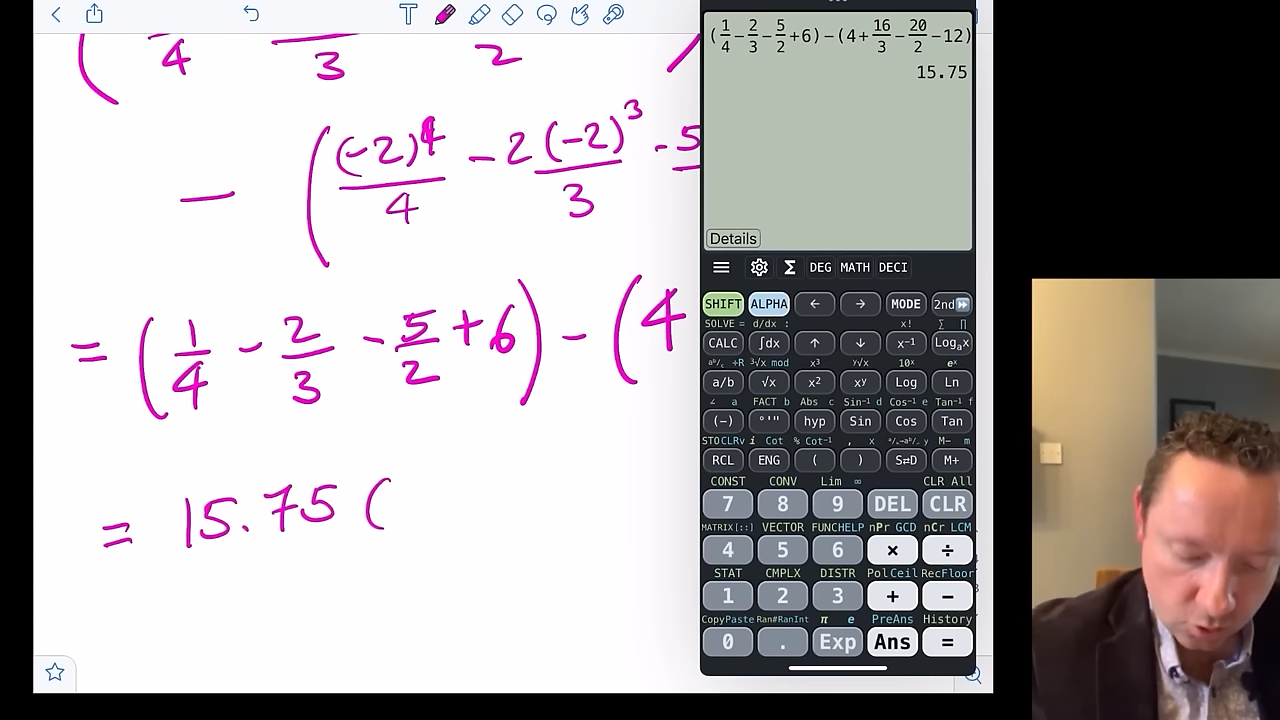 ( 4 3 2
(1/4−2/3−5/2+6)−(4+16/3−20/2−12)
15.75
− ( (-2)^4/4 − 2(-2)^3/3 - 5
= (1/4 − 2/3 − 5/2 + 6) − (4
= 15.75 (
Details
DEG MATH DECI
SHIFT ALPHA ← → MODE 2nd
SOLVE = d/dx : x! ∑ ∏
CALC ∫dx ↑ ↓ x⁻¹ Logₐx
aᵇ/c ÷R ³√x mod x³ ʸ√x 10ˣ eˣ
a/b √x x² xʸ Log Ln
∠ a FACT b Abs c Sin⁻¹ d Cos⁻¹ e Tan⁻¹ f
(−) °'" hyp Sin Cos Tan
STO CLRv i Cot % Cot⁻¹ , x y M− m
RCL ENG ( ) S⇄D M+
CONST CONV Lim ∞ CLR All
7 8 9 DEL CLR
MATRIX[::] VECTOR FUNC HELP nPr GCD nCr LCM
4 5 6 × ÷
STAT CMPLX DISTR Pol Ceil Rec Floor
1 2 3 + −
Copy Paste Ran# RanInt π e PreAns History
0 . Exp Ans =